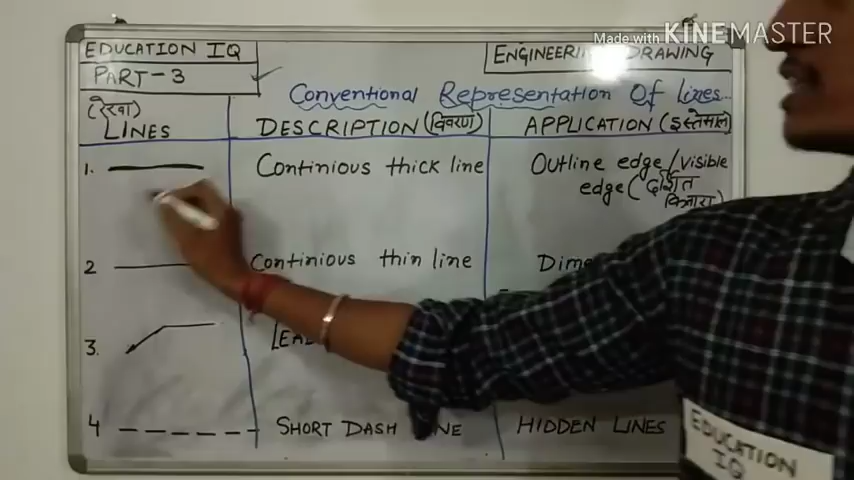 Made with KINEMASTER
EDUCATION IQ
ENGINEERING DRAWING
PART-3
Conventional Representation Of Lines...
(रेखा)
LINES
DESCRIPTION (विवरण)
APPLICATION (इस्तेमाल)
1.
Continious thick line
Outline edge/visible
edge (दर्शित
किनारा)
2
Continious thin line
3.
4
SHORT DASH
HIDDEN LINES
EDUCATION
IQ